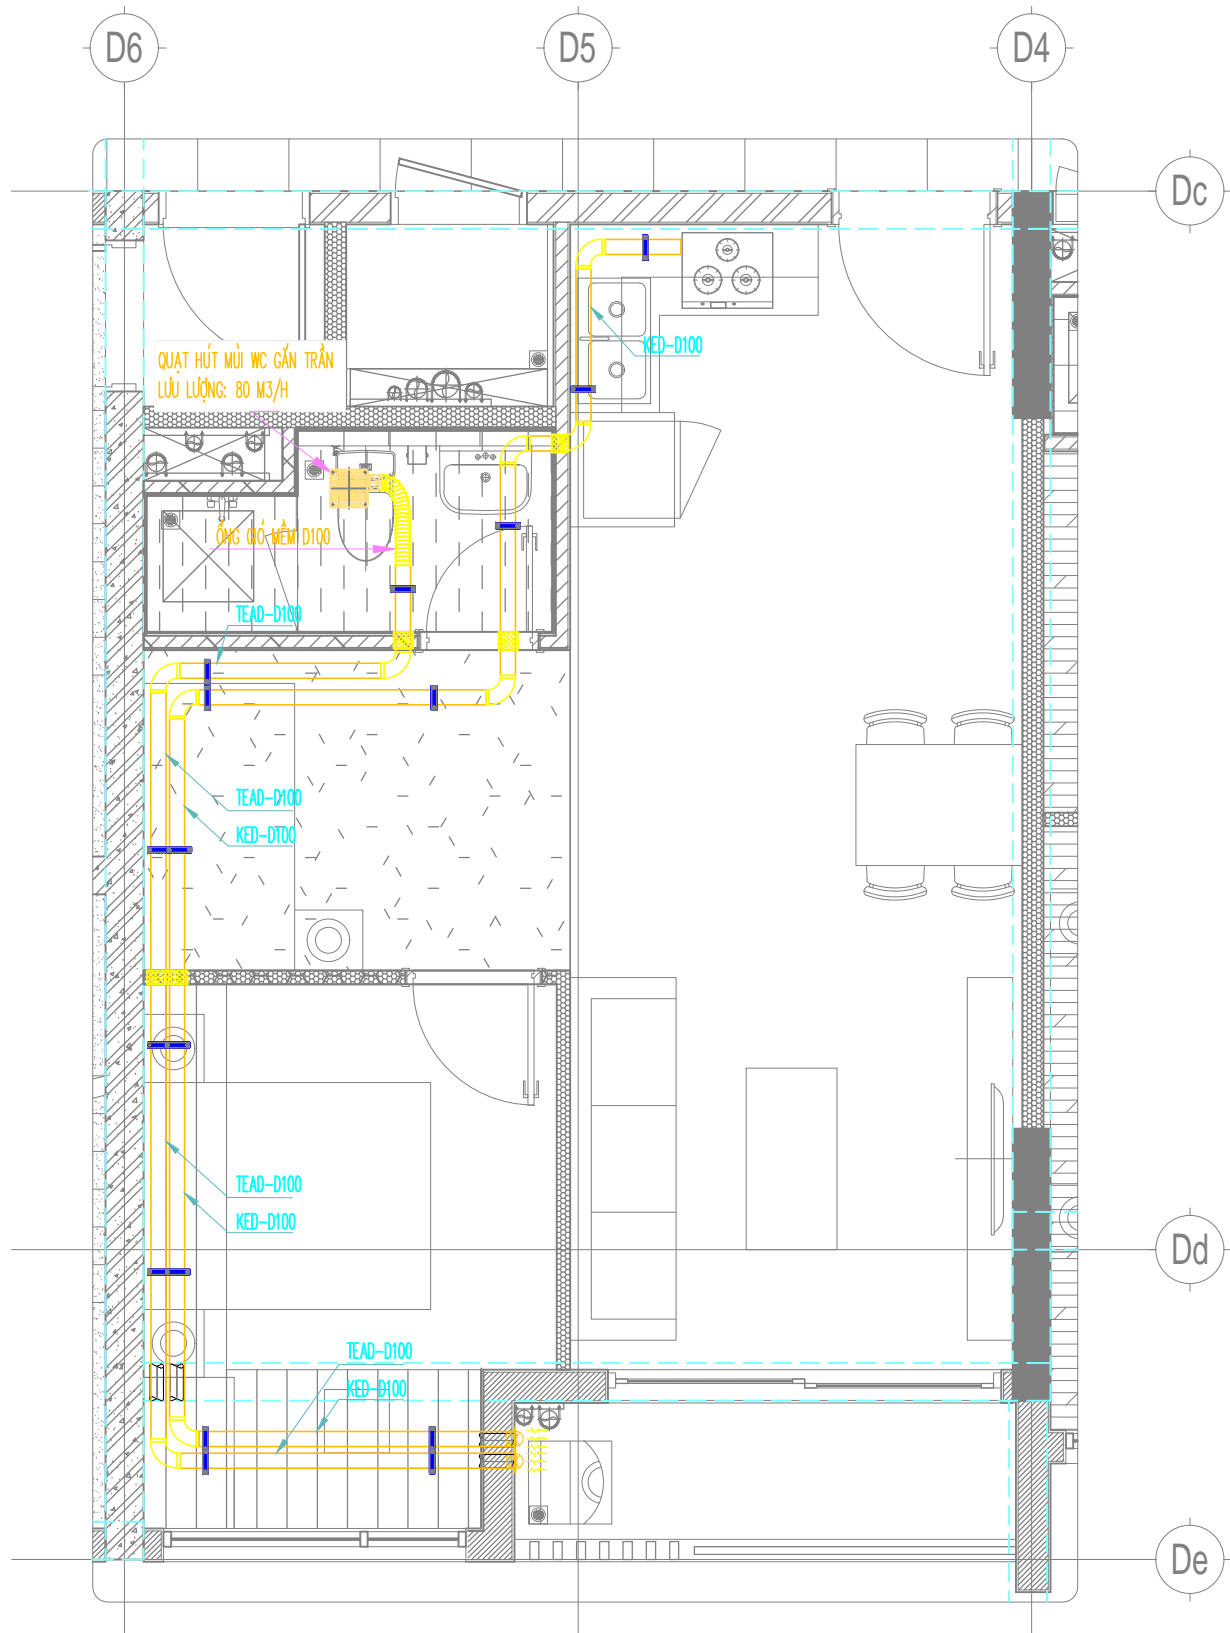 D6
D5
D4
Dc
KED-D100
QUẠT HÚT MÙI WC GẮN TRẦN
LƯU LƯỢNG: 80 M3/H
ỐNG GIÓ MỀM D100
TEAD-D100
TEAD-D100
KED-D100
TEAD-D100
KED-D100
Dd
TEAD-D100
KED-D100
De